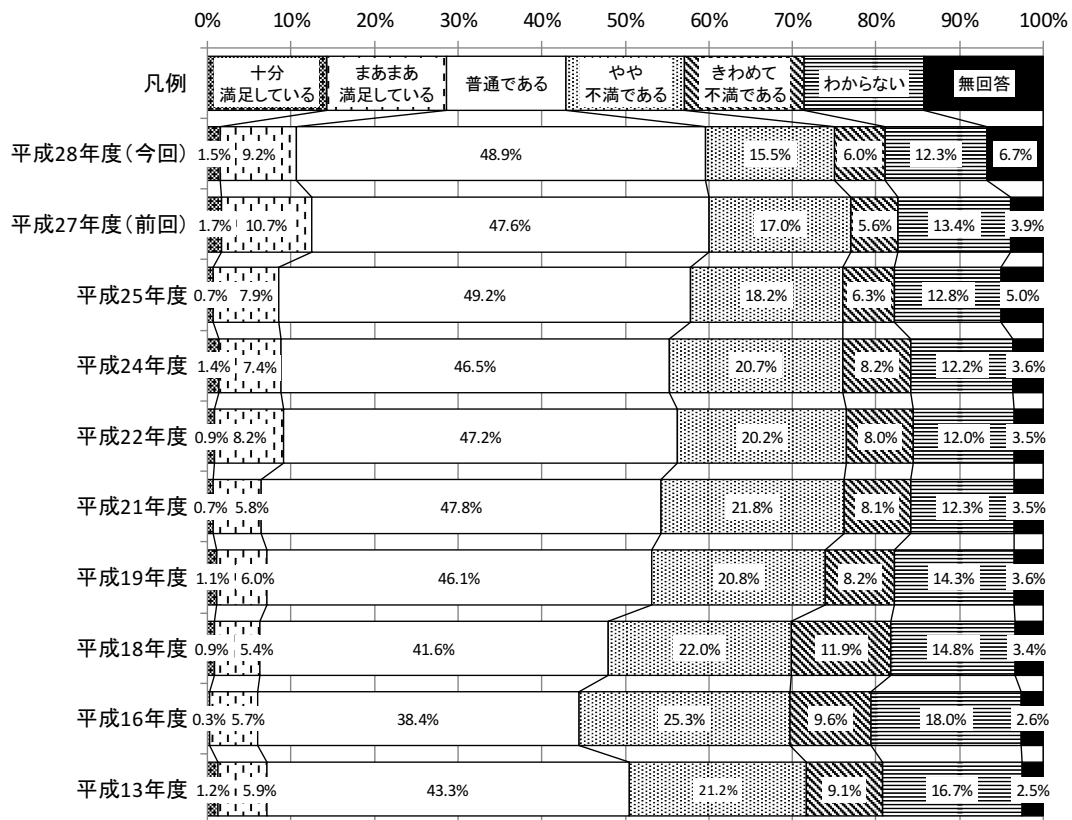 0% 10% 20% 30% 40% 50% 60% 70% 80% 90% 100%
凡例
十分
満足している
まあまあ
満足している
普通である
やや
不満である
きわめて
不満である
わからない
無回答
平成28年度(今回) 1.5% 9.2% 48.9% 15.5% 6.0% 12.3% 6.7%
平成27年度(前回) 1.7% 10.7% 47.6% 17.0% 5.6% 13.4% 3.9%
平成25年度 0.7% 7.9% 49.2% 18.2% 6.3% 12.8% 5.0%
平成24年度 1.4% 7.4% 46.5% 20.7% 8.2% 12.2% 3.6%
平成22年度 0.9% 8.2% 47.2% 20.2% 8.0% 12.0% 3.5%
平成21年度 0.7% 5.8% 47.8% 21.8% 8.1% 12.3% 3.5%
平成19年度 1.1% 6.0% 46.1% 20.8% 8.2% 14.3% 3.6%
平成18年度 0.9% 5.4% 41.6% 22.0% 11.9% 14.8% 3.4%
平成16年度 0.3% 5.7% 38.4% 25.3% 9.6% 18.0% 2.6%
平成13年度 1.2% 5.9% 43.3% 21.2% 9.1% 16.7% 2.5%